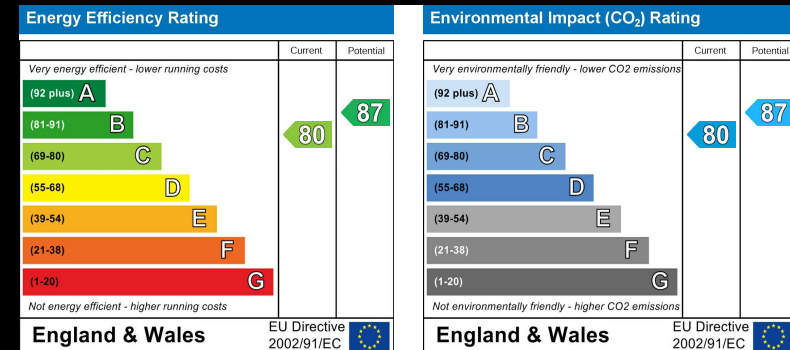 Energy Efficiency Rating
Current Potential
Very energy efficient - lower running costs
(92 plus) A
(81-91) B
(69-80) C
(55-68) D
(39-54) E
(21-38) F
(1-20) G
80
87
Not energy efficient - higher running costs
England & Wales
EU Directive
2002/91/EC
Environmental Impact (CO₂) Rating
Current Potential
Very environmentally friendly - lower CO2 emissions
(92 plus) A
(81-91) B
(69-80) C
(55-68) D
(39-54) E
(21-38) F
(1-20) G
80
87
Not environmentally friendly - higher CO2 emissions
England & Wales
EU Directive
2002/91/EC